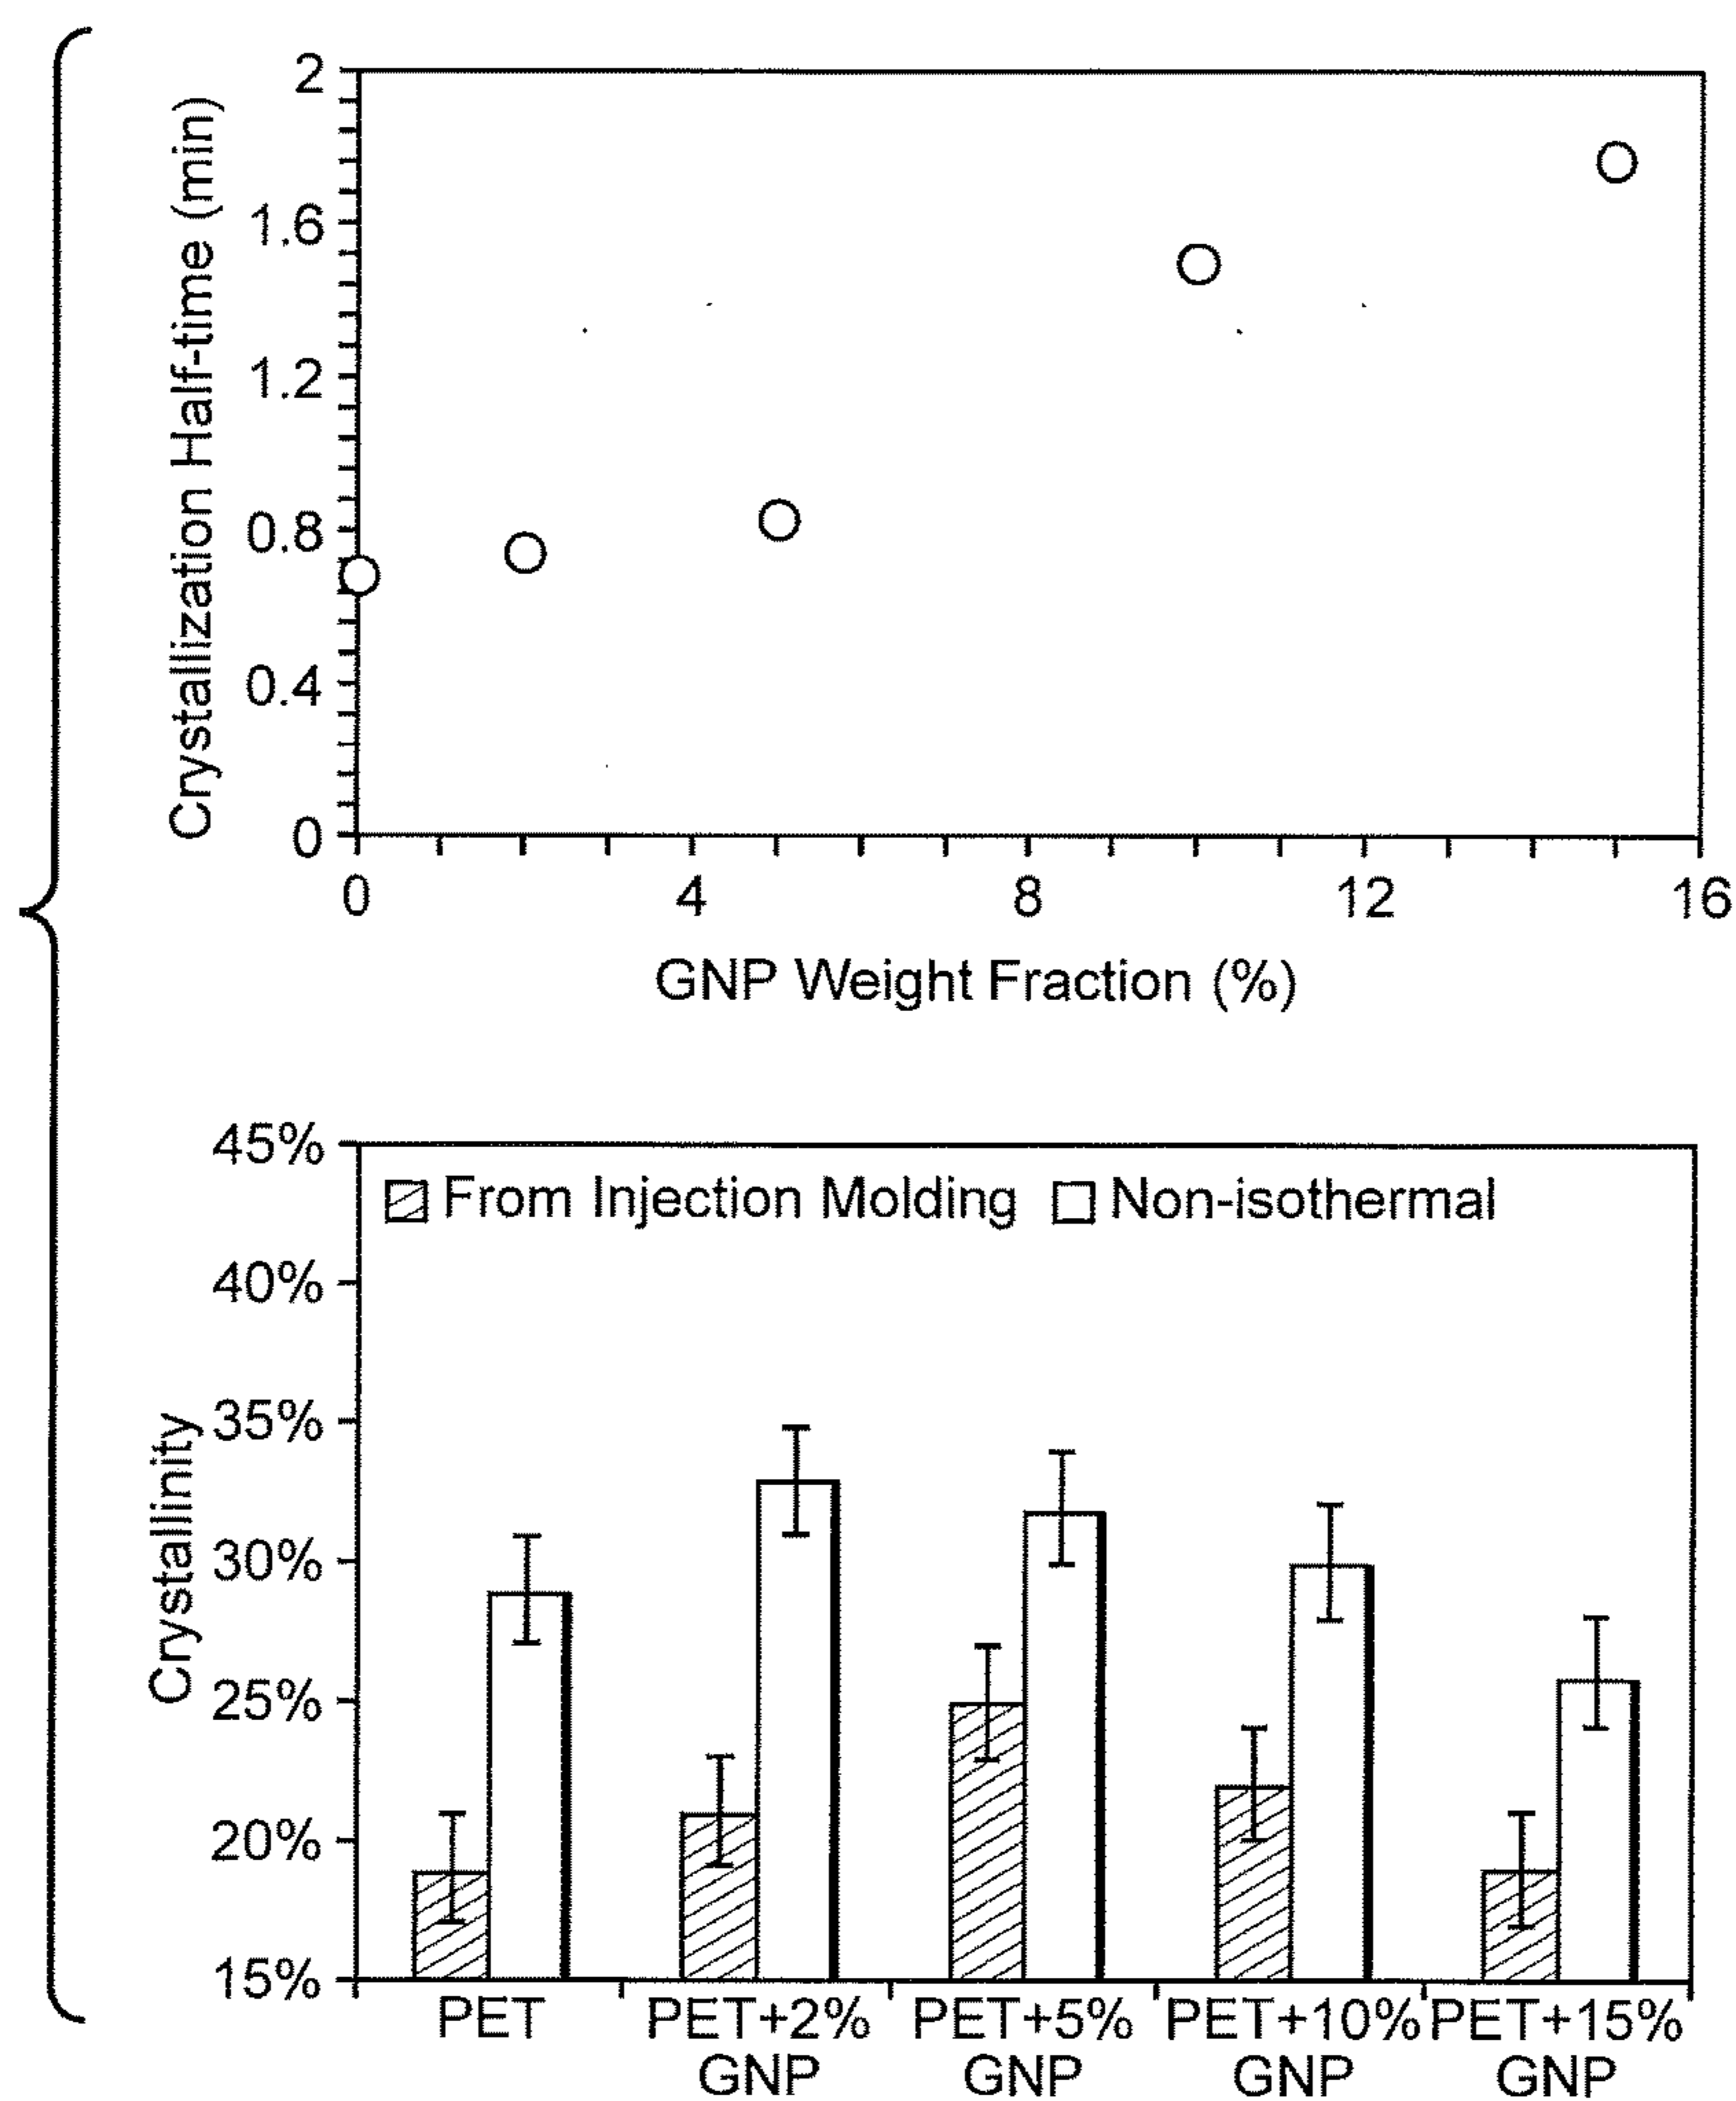 2
1.6
1.2
0.8
0.4
0
Crystallization Half-time (min)
0 4 8 12 16
GNP Weight Fraction (%)
45%
40%
35%
30%
25%
20%
15%
Crystallinity
From Injection Molding Non-isothermal
PET PET+2% PET+5% PET+10% PET+15%
GNP GNP GNP GNP